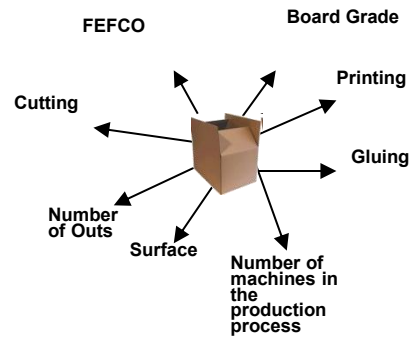 FEFCO
Board Grade
Printing
Cutting
Gluing
Number
of Outs
Surface
Number of
machines in
the
production
process